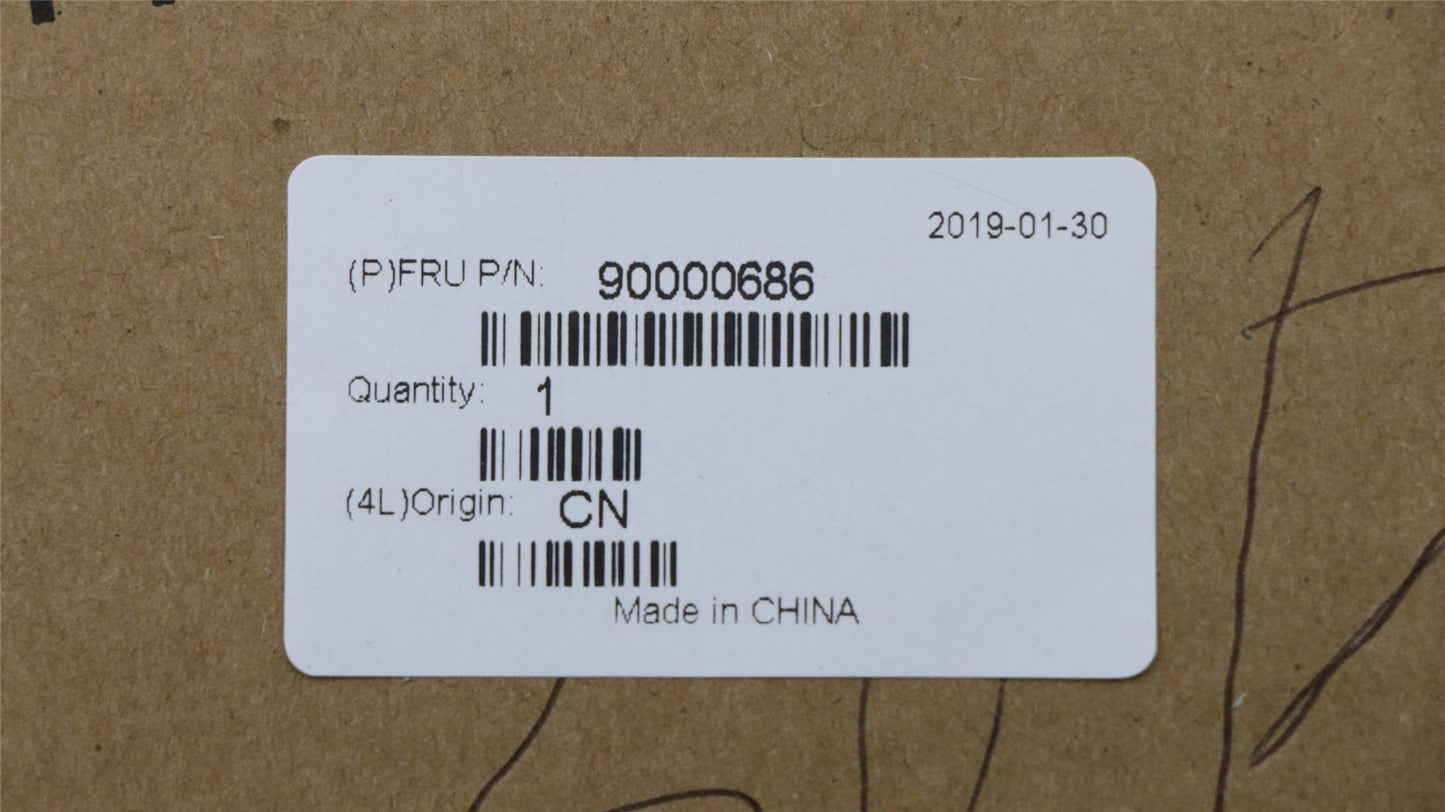 2019-01-30
(P)FRU P/N: 90000686
Quantity: 1
(4L)Origin: CN
Made in CHINA